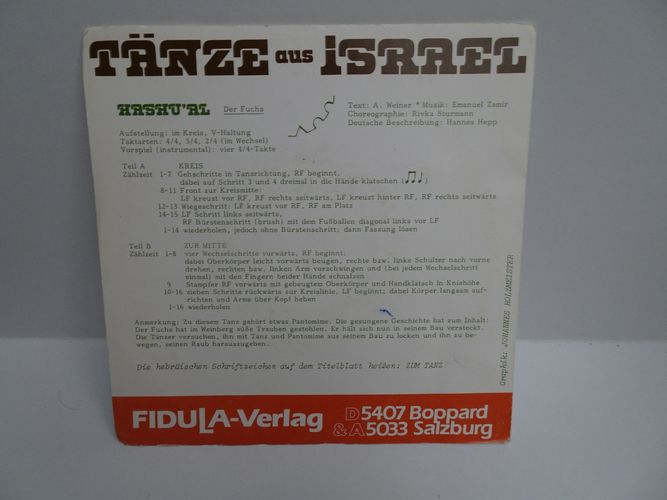 TÄNZE aus iSRAEL
HASHU'AL Der Fuchs
Text: A. Weiner * Musik: Emanuel Zamir
Choreographie: Rivka Sturmann
Deutsche Beschreibung: Hannes Hepp
Aufstellung: im Kreis, V-Haltung
Taktarten: 4/4, 3/4, 2/4 (im Wechsel)
Vorspiel (instrumental): vier 4/4-Takte
Teil A KREIS
Zählzeit 1-7 Gehschritte in Tanzrichtung, RF beginnt,
dabei auf Schritt 3 und 4 dreimal in die Hände klatschen (♫♩)
8-11 Front zur Kreismitte:
LF kreuzt vor RF, RF rechts seitwärts, LF kreuzt hinter RF, RF rechts seitwärts
12-13 Wiegeschritt: LF kreuzt vor RF, RF am Platz
14-15 LF Schritt links seitwärts,
RF Bürstenschritt (brush) mit dem Fußballen diagonal links vor LF
1-14 wiederholen, jedoch ohne Bürstenschritt; dann Fassung lösen
Teil B ZUR MITTE
Zählzeit 1-8 vier Wechselschritte vorwärts, RF beginnt;
dabei Oberkörper leicht vorwärts beugen, rechte bzw. linke Schulter nach vorne
drehen, rechten bzw. linken Arm vorschwingen und (bei jedem Wechselschritt
einmal) mit den Fingern beider Hände schnalzen
9 Stampfer RF vorwärts mit gebeugtem Oberkörper und Handklatsch in Kniehöhe
10-16 sieben Schritte rückwärts zur Kreislinie, LF beginnt; dabei Körper langsam auf-
richten und Arme über Kopf heben
1-16 wiederholen
Anmerkung: Zu diesem Tanz gehört etwas Pantomime. Die gesungene Geschichte hat zum Inhalt:
Der Fuchs hat im Weinberg süße Trauben gestohlen. Er hält sich nun in seinem Bau versteckt.
Die Tänzer versuchen, ihn mit Tanz und Pantomime aus seinem Bau zu locken und ihn zu be-
wegen, seinen Raub herauszugeben.
Die hebräischen Schriftzeichen auf dem Titelblatt heißen: ZUM TANZ
Graphik: JOHANNES HOLZMEISTER
FIDULA-Verlag D 5407 Boppard
& A 5033 Salzburg